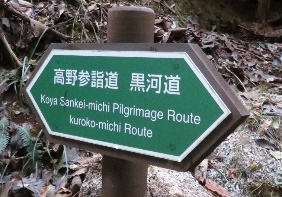 高野参詣道 黒河道
Koya Sankei-michi Pilgrimage Route
kuroko-michi Route